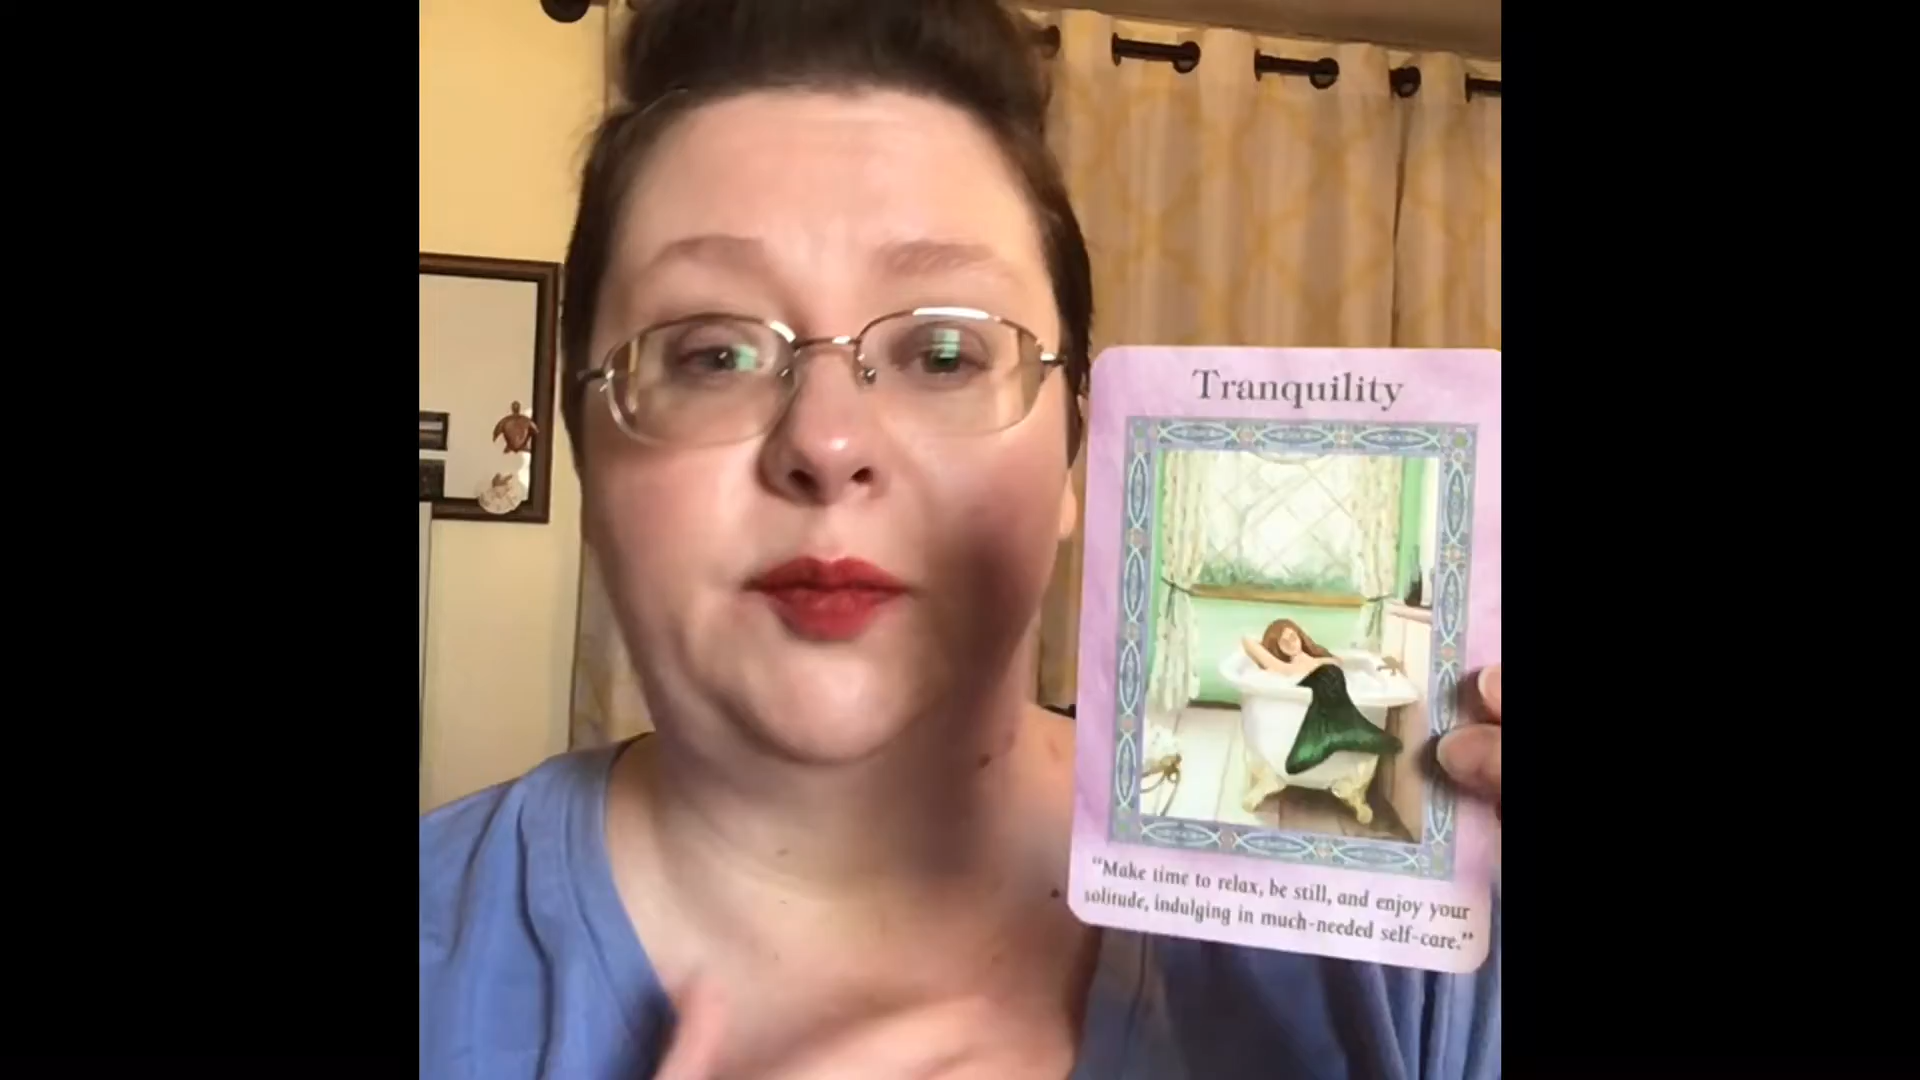 Tranquility
“Make time to relax, be still, and enjoy your
solitude, indulging in much-needed self-care.”